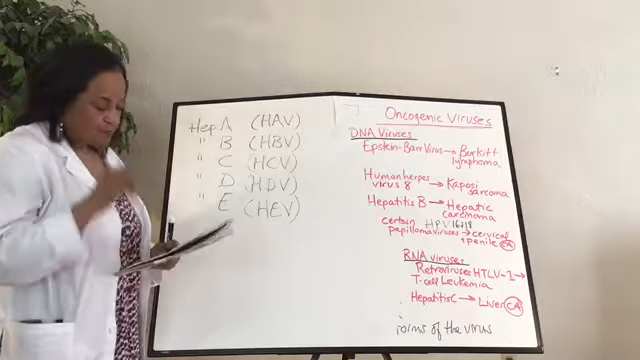 Hep A (HAV)
" B (HBV)
" C (HCV)
" D (HDV)
" E (HEV)
Oncogenic Viruses
DNA Viruses
Epstein-Barr Virus → Burkitt
lymphoma
Human herpes
virus 8 → Kaposi
sarcoma
Hepatitis B → Hepatic
carcinoma
certain HPV 16 & 18
papillomaviruses → cervical
& penile CA
RNA viruses
Retroviruses HTLV-1 →
T-cell Leukemia
Hepatitis C → Liver CA
forms of the virus